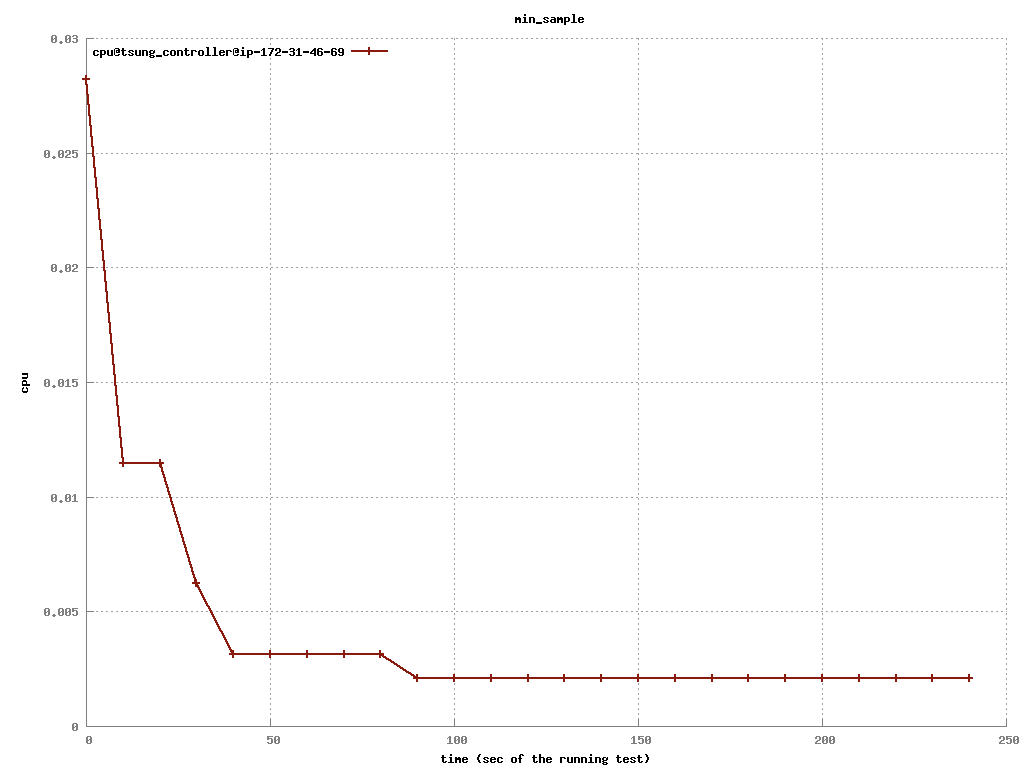 min_sample
cpu@tsung_controller@ip-172-31-46-69
0.03
0.025
0.02
0.015
0.01
0.005
0
cpu
0 50 100 150 200 250
time (sec of the running test)